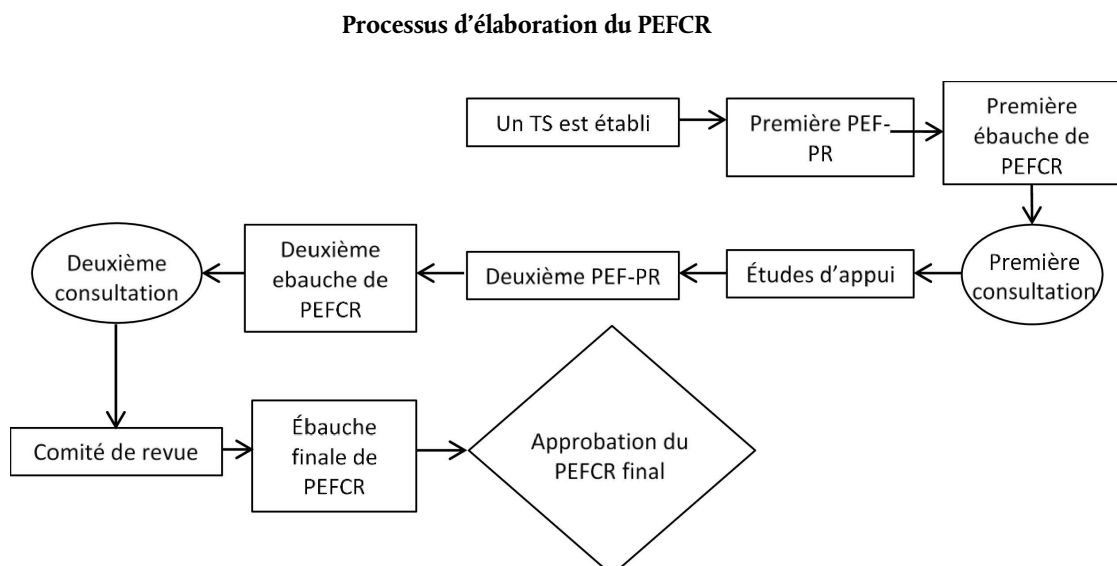 Processus d’élaboration du PEFCR
Un TS est établi
Première PEF-
PR
Première
ébauche de
PEFCR
Première
consultation
Études d’appui
Deuxième PEF-PR
Deuxième
ebauche de
PEFCR
Deuxième
consultation
Comité de revue
Ébauche
finale de
PEFCR
Approbation du
PEFCR final